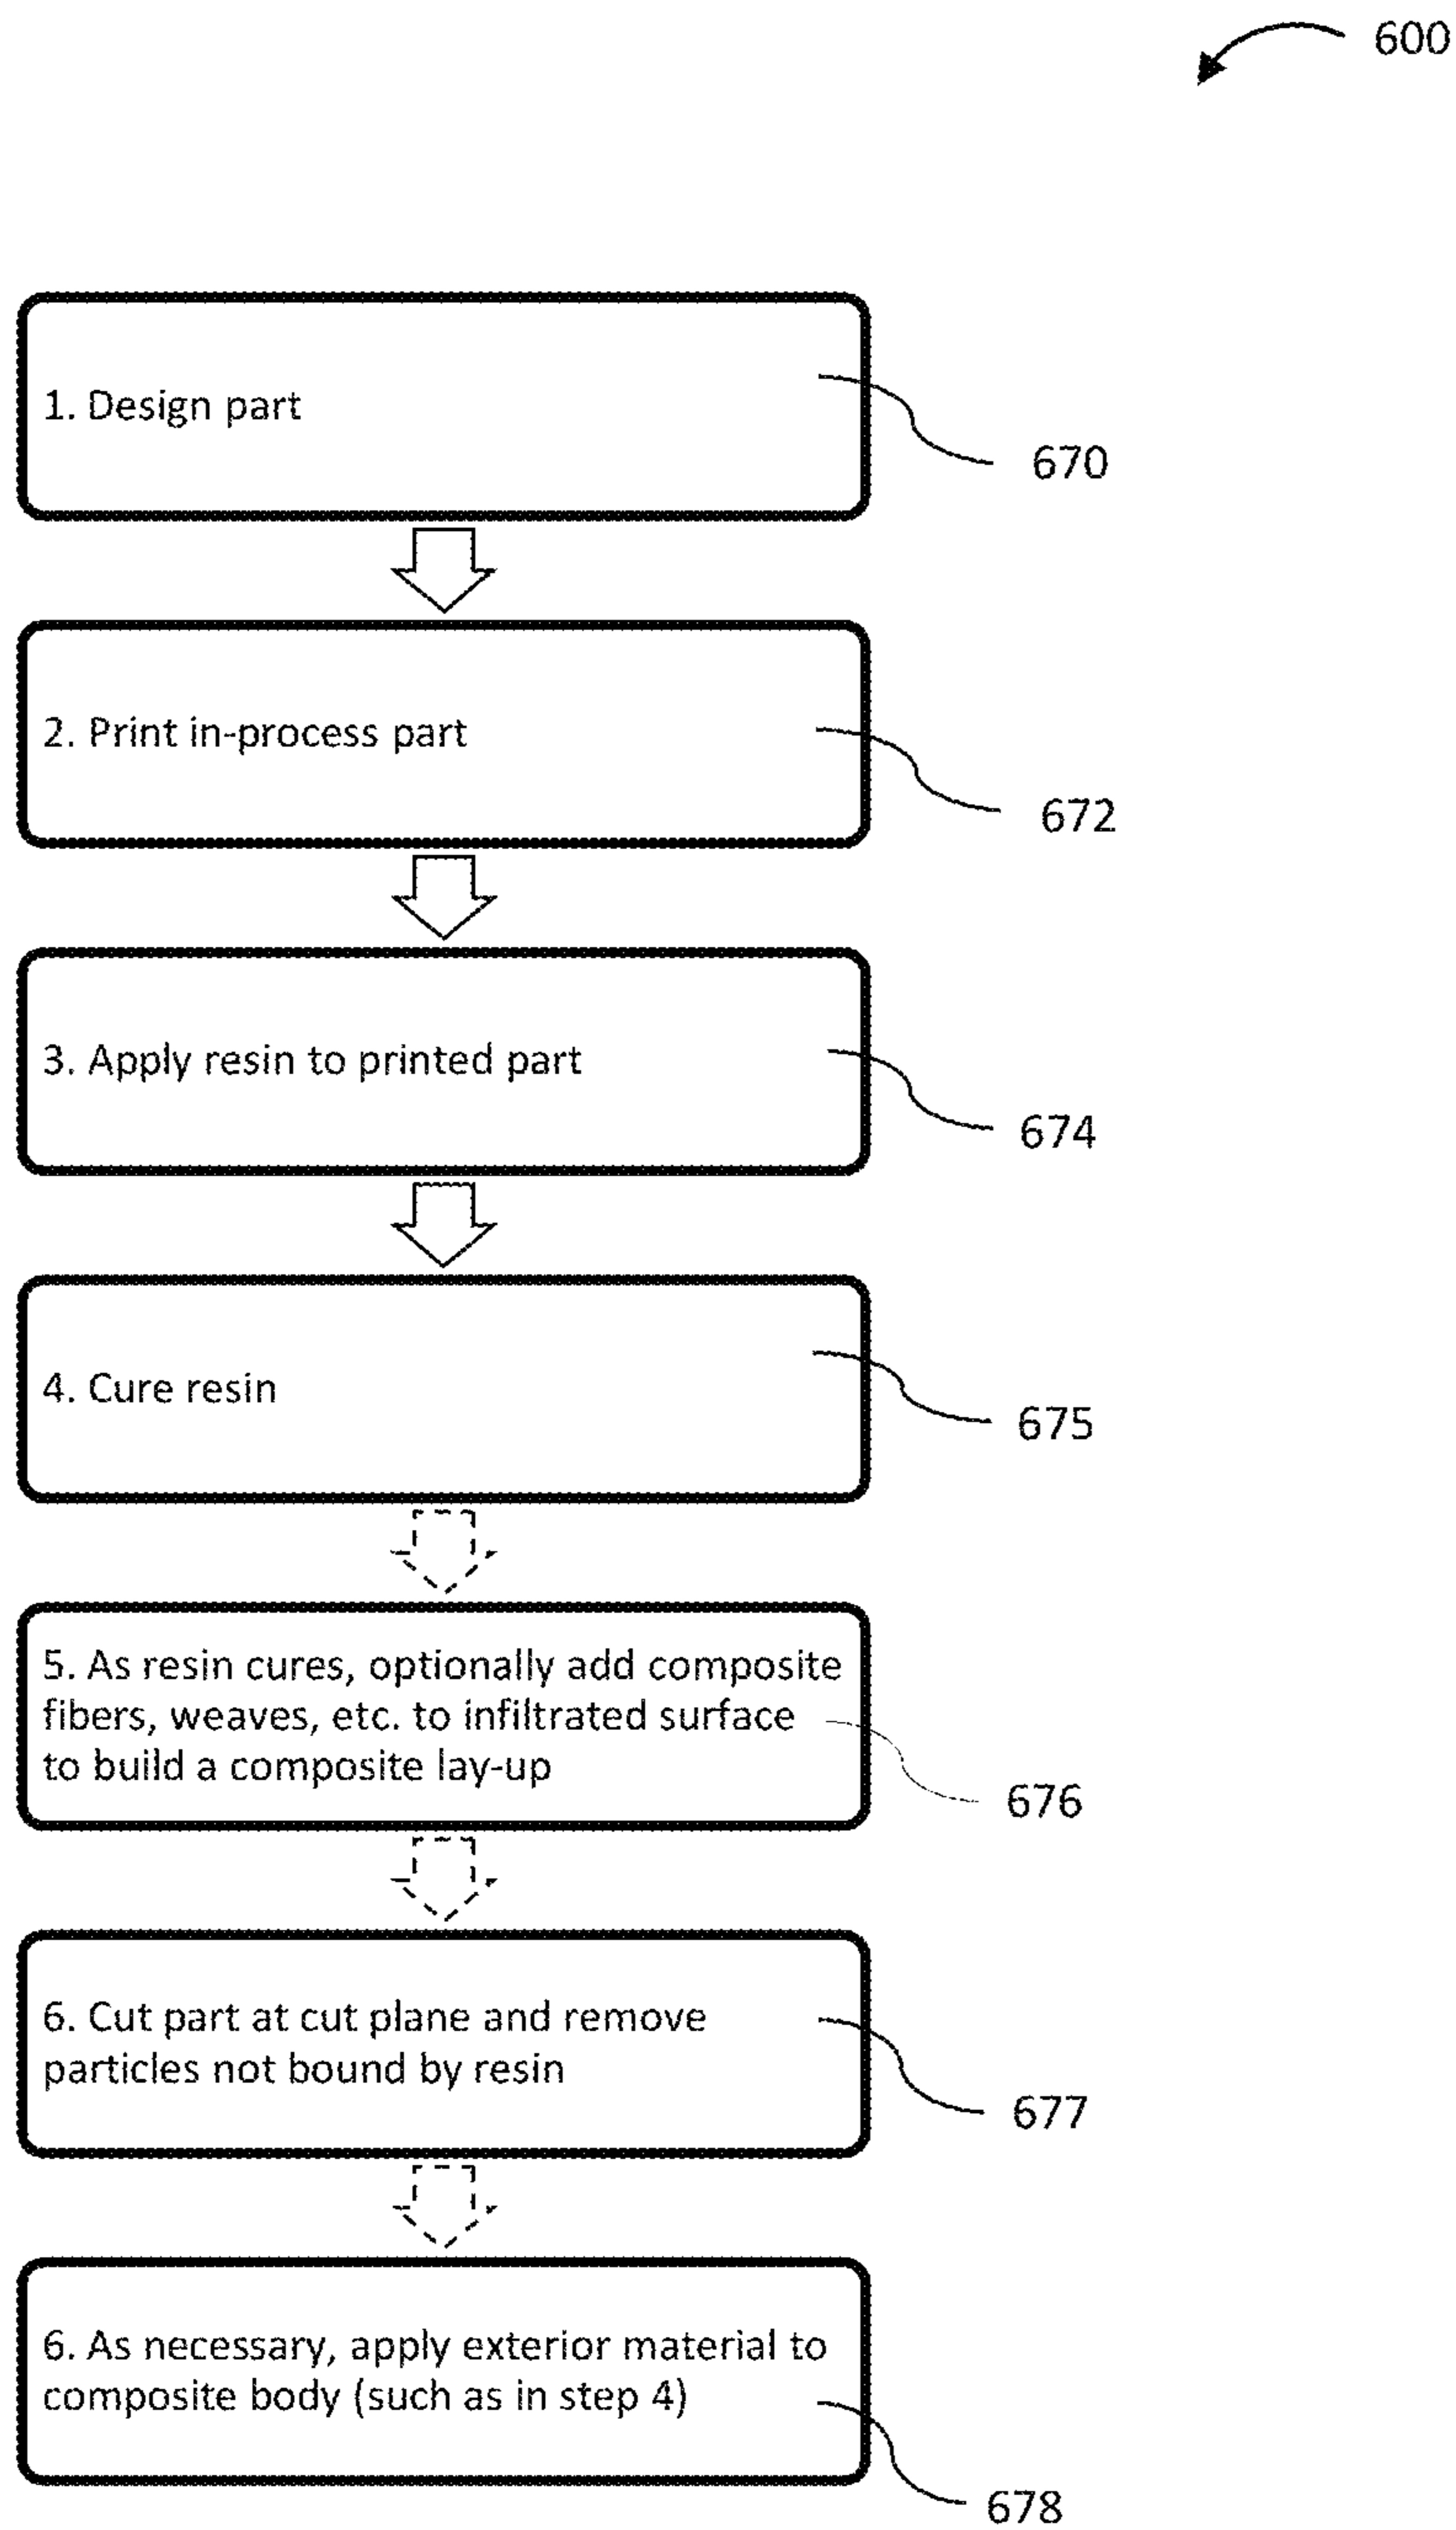 600
1. Design part
670
2. Print in-process part
672
3. Apply resin to printed part
674
4. Cure resin
675
5. As resin cures, optionally add composite
fibers, weaves, etc. to infiltrated surface
to build a composite lay-up
676
6. Cut part at cut plane and remove
particles not bound by resin
677
6. As necessary, apply exterior material to
composite body (such as in step 4)
678